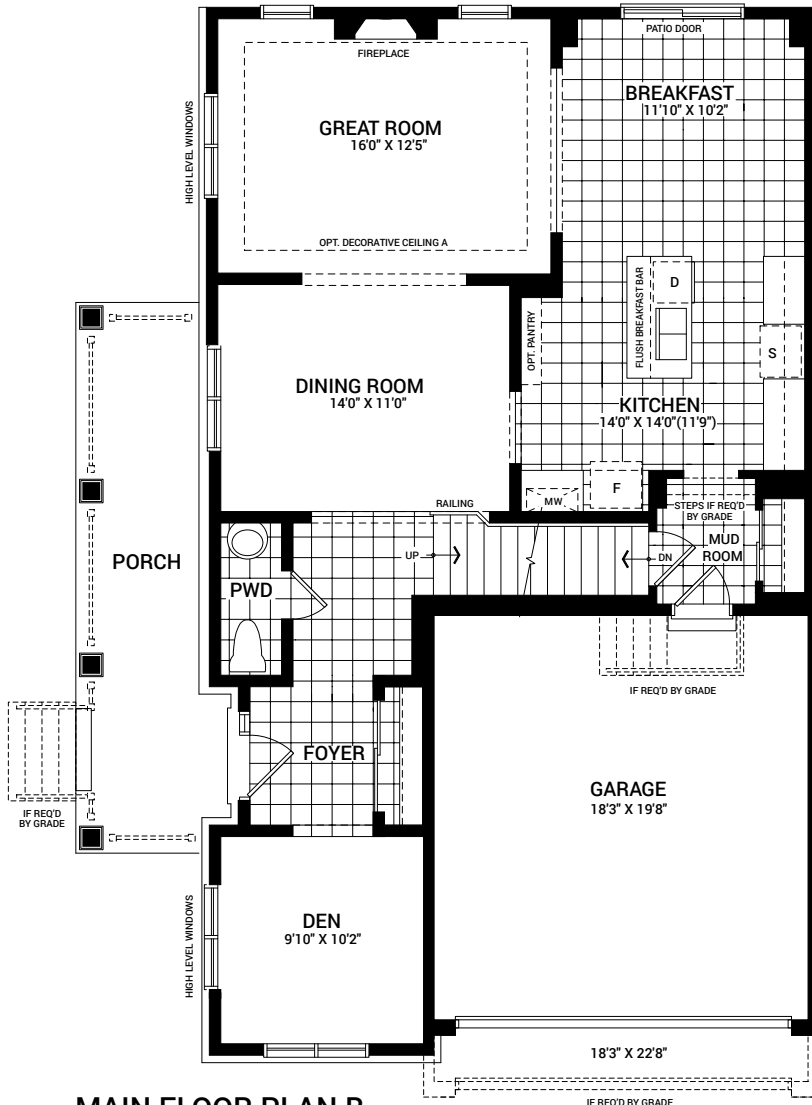 PATIO DOOR
FIREPLACE
BREAKFAST
11'10" X 10'2"
HIGH LEVEL WINDOWS
GREAT ROOM
16'0" X 12'5"
OPT. DECORATIVE CEILING A
D
FLUSH BREAKFAST BAR
OPT. PANTRY
S
DINING ROOM
14'0" X 11'0"
KITCHEN
14'0" X 14'0"(11'9")
F
MW
RAILING
STEPS IF REQ'D
BY GRADE
MUD
ROOM
UP
DN
PORCH
PWD
IF REQ'D BY GRADE
FOYER
GARAGE
18'3" X 19'8"
IF REQ'D
BY GRADE
HIGH LEVEL WINDOWS
DEN
9'10" X 10'2"
18'3" X 22'8"
MAIN FLOOR PLAN B
IF REQ'D BY GRADE